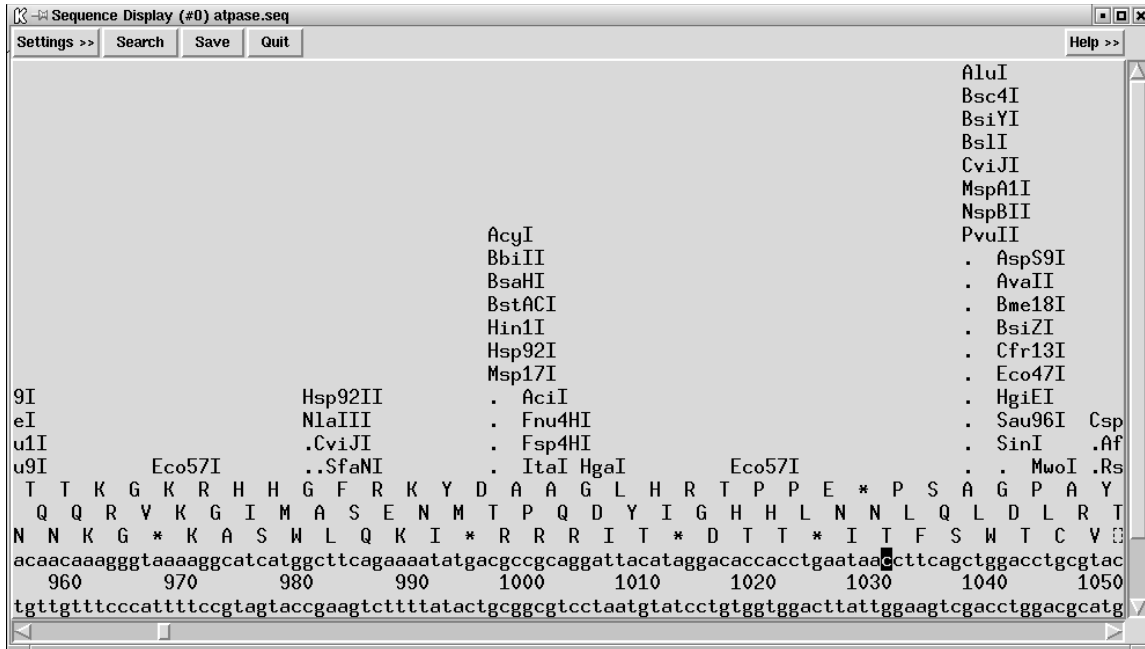 Sequence Display (#0) atpase.seq
Settings >> Search Save Quit Help >>
AluI
Bsc4I
BsiYI
BslI
CviJI
MspA1I
NspBII
AcyI PvuII
BbiII . AspS9I
BsaHI . AvaII
BstACI . Bme18I
Hin1I . BsiZI
Hsp92I . Cfr13I
Msp17I . Eco47I
9I Hsp92II . AciI . HgiEI
eI NlaIII . Fnu4HI . Sau96I Csp
u1I .CviJI . Fsp4HI . SinI .Af
u9I Eco57I ..SfaNI . ItaI HgaI Eco57I . . MwoI .Rs
T T K G K R H H G F R K Y D A A G L H R T P P E * P S A G P A Y
Q Q R V K G I M A S E N M T P Q D Y I G H H L N N L Q L D L R T
N N K G * K A S W L Q K I * R R R I T * D T T * I T F S W T C V
acaacaaagggtaaaaggcatcatggcttcagaaaatatgacgccgcaggattacataggacaccacctgaataaccttcagctggacctgcgtac
960 970 980 990 1000 1010 1020 1030 1040 1050
tgttgtttcccattttccgtagtaccgaagtcttttatactgcggcgtcctaatgtatcctgtggtggacttattggaagtcgacctggacgcatg